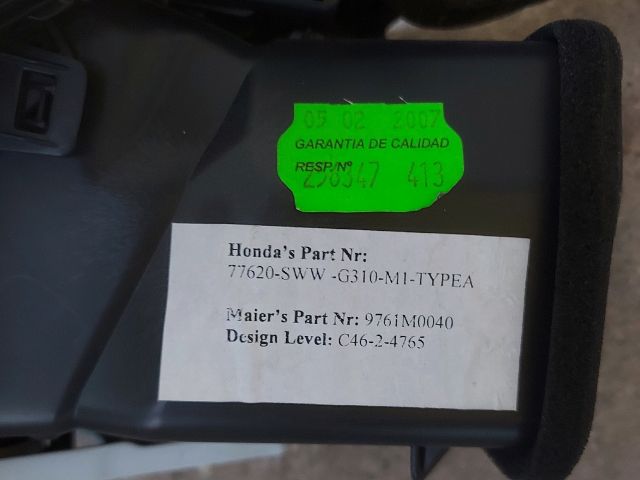 05 02 2007
GARANTIA DE CALIDAD
RESP/Nº
413
Honda's Part Nr:
77620-SWW -G310-M1-TYPEA
Maier's Part Nr: 9761M0040
Design Level: C46-2-4765